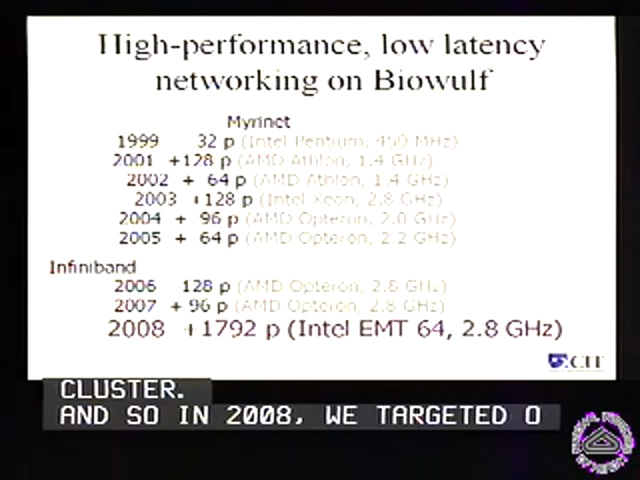 High-performance, low latency
networking on Biowulf
Myrinet
1999 32 p (Intel Pentium, 450 MHz)
2001 +128 p (AMD Athlon, 1.4 GHz)
2002 + 64 p (AMD Athlon, 1.4 GHz)
2003 +128 p (Intel Xeon, 2.8 GHz)
2004 + 96 p (AMD Opteron, 2.0 GHz)
2005 + 64 p (AMD Opteron, 2.2 GHz)
Infiniband
2006 128 p (AMD Opteron, 2.8 GHz)
2007 + 96 p (AMD Opteron, 2.8 GHz)
2008 +1792 p (Intel EMT 64, 2.8 GHz)
CIT
CLUSTER.
AND SO IN 2008, WE TARGETED O